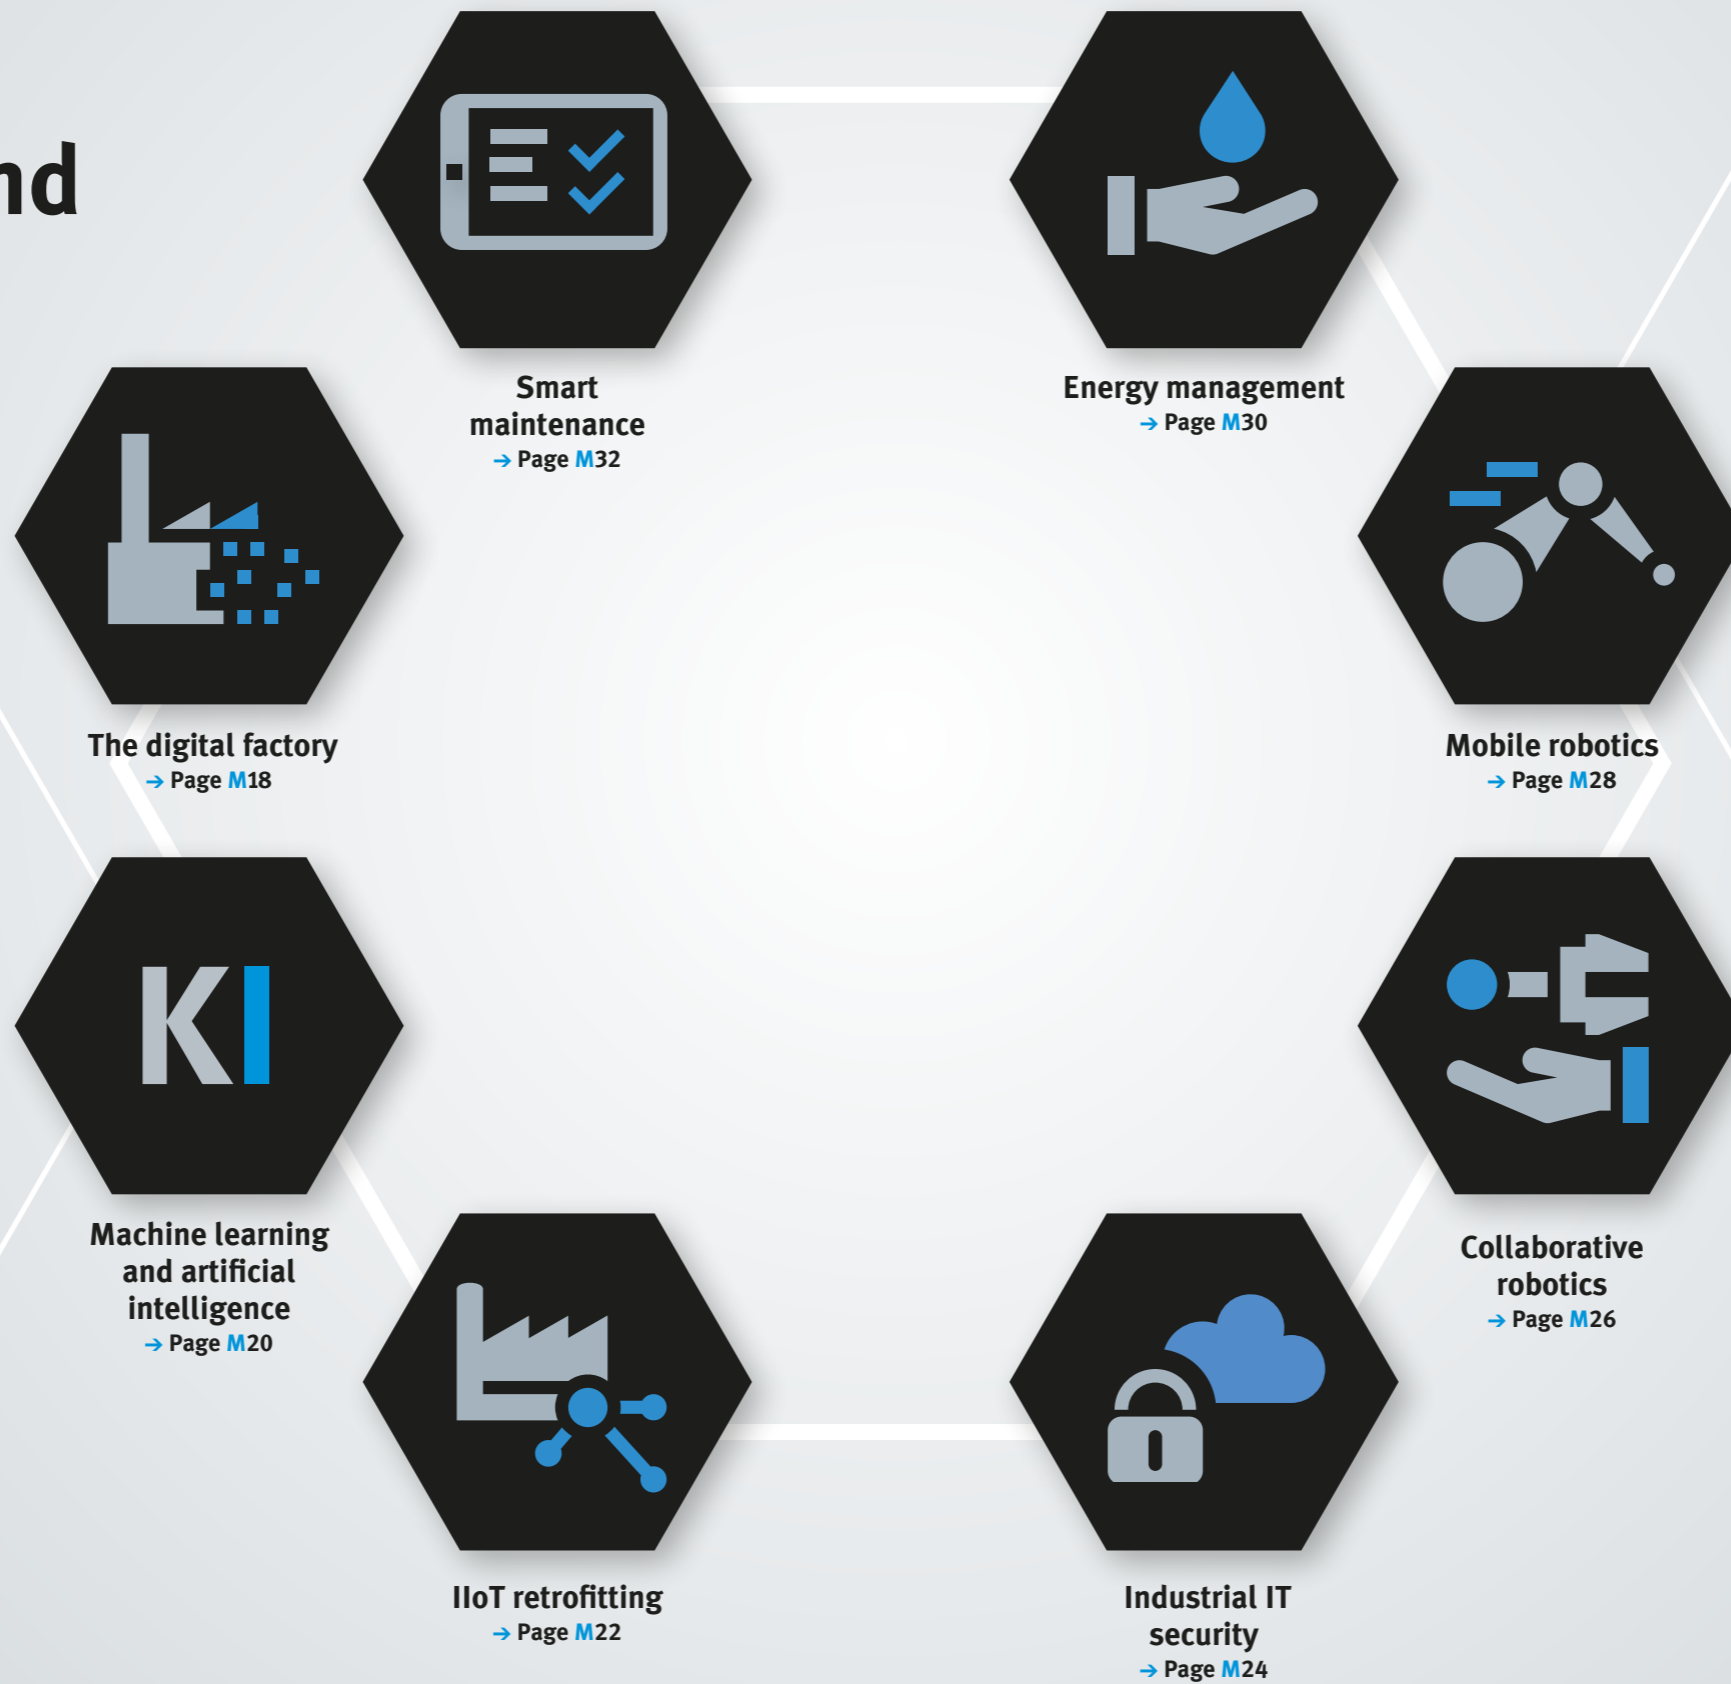 nd
Smart
maintenance
→ Page M32
Energy management
→ Page M30
The digital factory
→ Page M18
Mobile robotics
→ Page M28
KI
Machine learning
and artificial
intelligence
→ Page M20
Collaborative
robotics
→ Page M26
IIoT retrofitting
→ Page M22
Industrial IT
security
→ Page M24